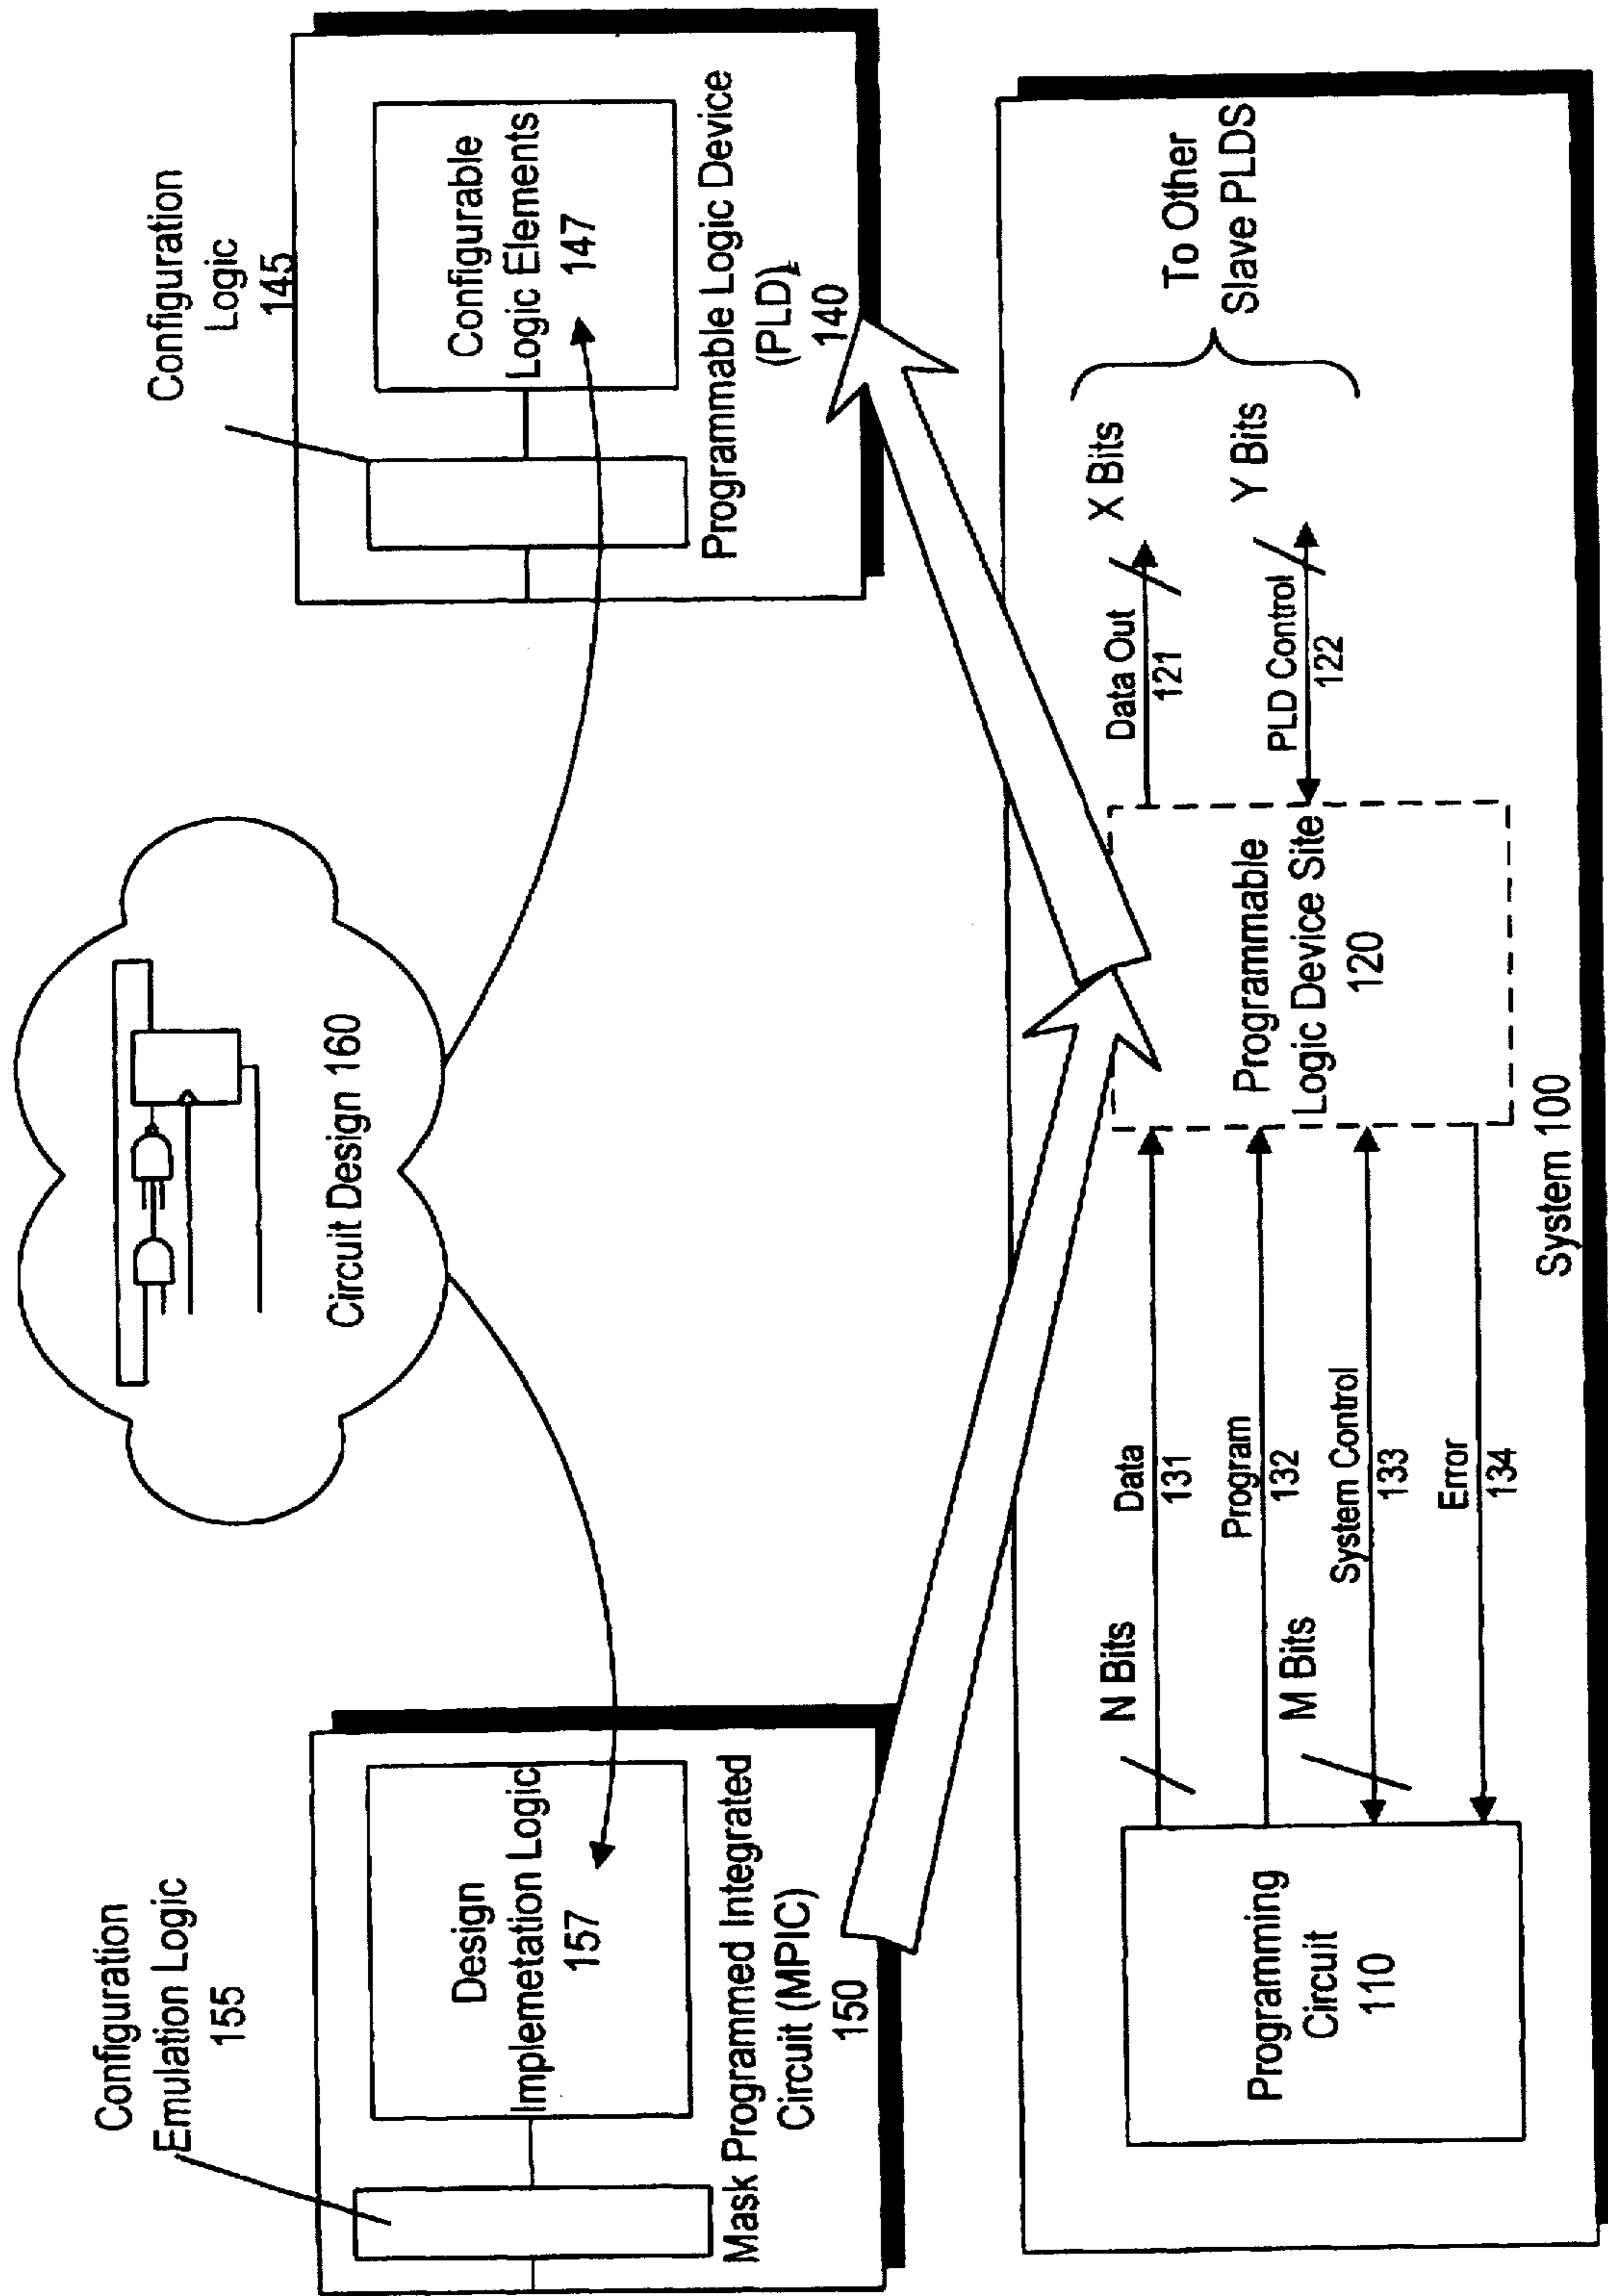 Configuration
Emulation Logic
155
Design
Implemetation Logic
157
Mask Programmed Integrated
Circuit (MPIC)
150
Circuit Design 160
Configuration
Logic
145
Configurable
Logic Elements
147
Programmable Logic Device
(PLD)
140
Programming
Circuit
110
N Bits
Data
131
Program
132
M Bits
System Control
133
Error
134
Programmable
Logic Device Site
120
Data Out
121
X Bits
PLD Control
122
Y Bits
To Other
Slave PLDS
System 100